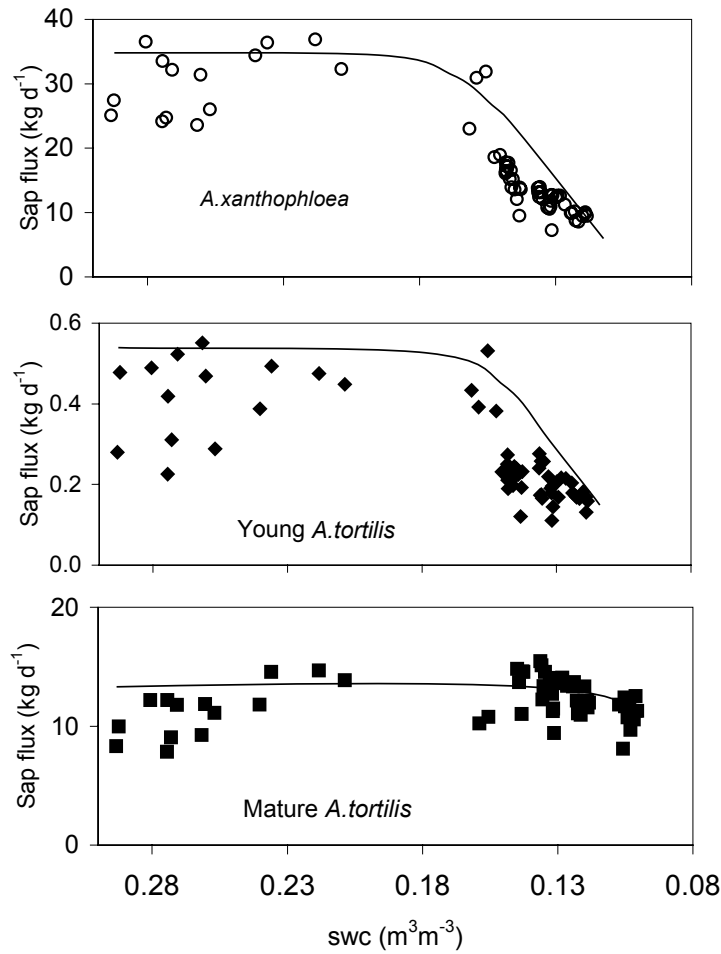 40
30
20
10
0
Sap flux (kg d⁻¹)
A.xanthophloea
0.6
0.4
0.2
0.0
Sap flux (kg d⁻¹)
Young A.tortilis
20
10
0
Sap flux (kg d⁻¹)
Mature A.tortilis
0.28 0.23 0.18 0.13 0.08
swc (m³m⁻³)